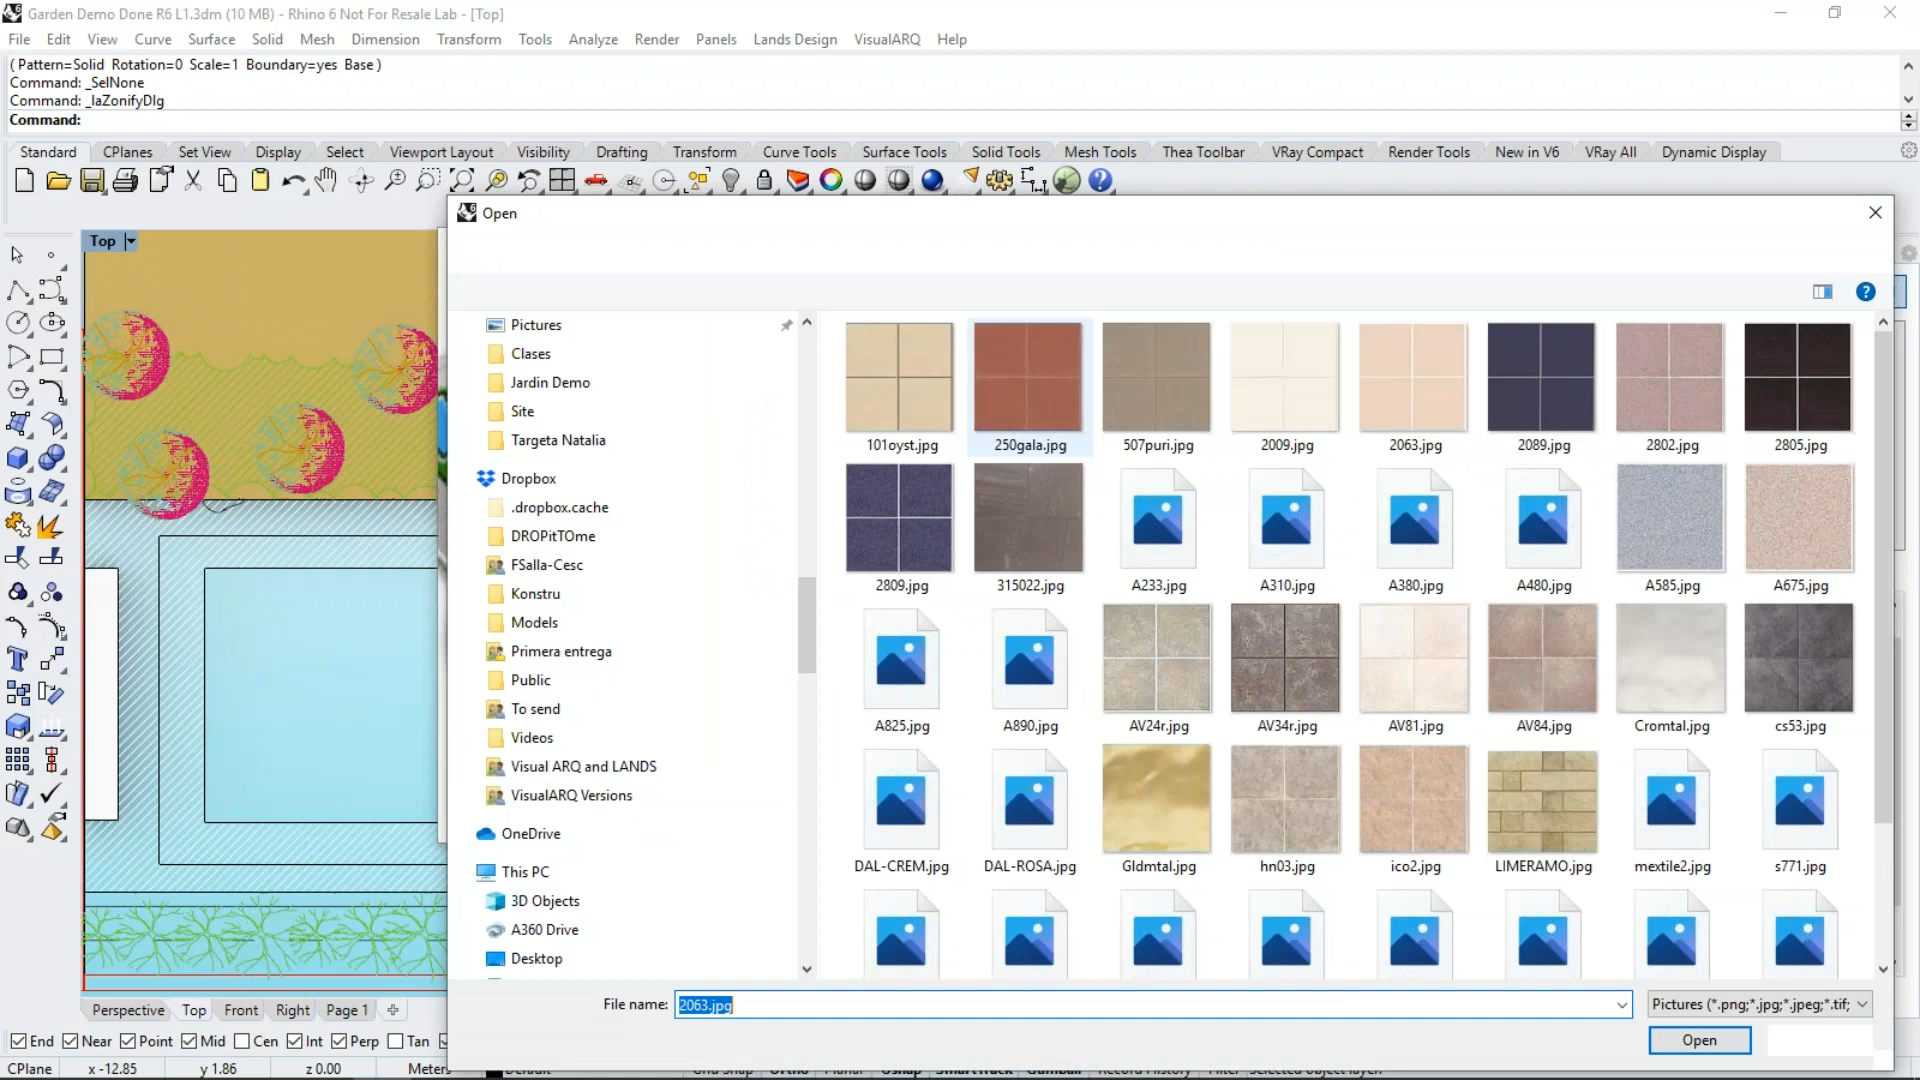 Garden Demo Done R6 L1.3dm (10 MB) - Rhino 6 Not For Resale Lab - [Top]
File Edit View Curve Surface Solid Mesh Dimension Transform Tools Analyze Render Panels Lands Design VisualARQ Help
( Pattern=Solid Rotation=0 Scale=1 Boundary=yes Base )
Command: _SelNone
Command: _laZonifyDlg
Command:
Standard CPlanes Set View Display Select Viewport Layout Visibility Drafting Transform Curve Tools Surface Tools Solid Tools Mesh Tools Thea Toolbar VRay Compact Render Tools New in V6 VRay All Dynamic Display
Open
Top
Pictures
Clases
Jardin Demo
Site
Targeta Natalia
Dropbox
.dropbox.cache
DROPitTOme
FSalla-Cesc
Konstru
Models
Primera entrega
Public
To send
Videos
Visual ARQ and LANDS
VisualARQ Versions
OneDrive
This PC
3D Objects
A360 Drive
Desktop
101oyst.jpg 250gala.jpg 507puri.jpg 2009.jpg 2063.jpg 2089.jpg 2802.jpg 2805.jpg
2809.jpg 315022.jpg A233.jpg A310.jpg A380.jpg A480.jpg A585.jpg A675.jpg
A825.jpg A890.jpg AV24r.jpg AV34r.jpg AV81.jpg AV84.jpg Cromtal.jpg cs53.jpg
DAL-CREM.jpg DAL-ROSA.jpg Gldmtal.jpg hn03.jpg ico2.jpg LIMERAMO.jpg mextile2.jpg s771.jpg
File name: 2063.jpg Pictures (*.png;*.jpg;*.jpeg;*.tif;
Open
Perspective Top Front Right Page 1
End Near Point Mid Cen Int Perp Tan
CPlane x -12.85 y 1.86 z 0.00 Meters